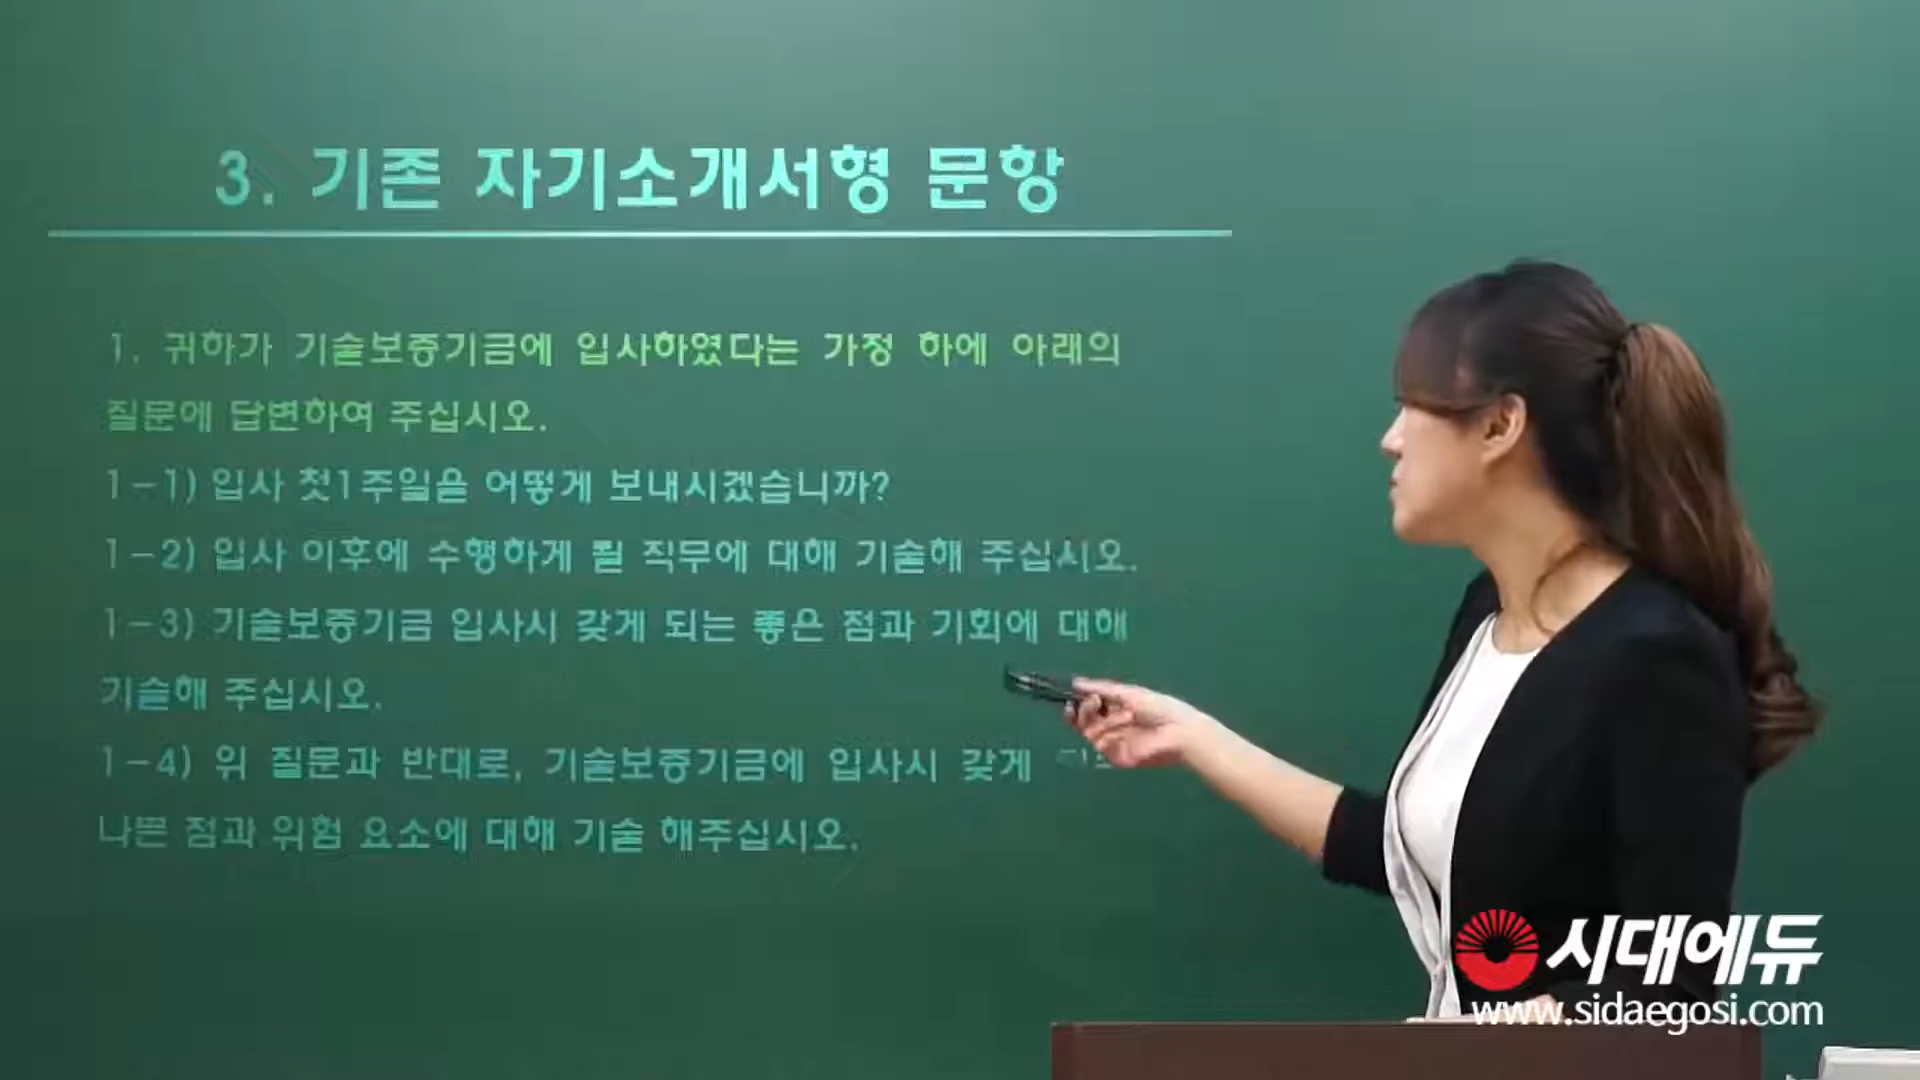 3. 기존 자기소개서형 문항
1. 귀하가 기술보증기금에 입사하였다는 가정 하에 아래의
질문에 답변하여 주십시오.
1-1) 입사 첫1주일은 어떻게 보내시겠습니까?
1-2) 입사 이후에 수행하게 될 직무에 대해 기술해 주십시오.
1-3) 기술보증기금 입사시 갖게 되는 좋은 점과 기회에 대해
기술해 주십시오.
1-4) 위 질문과 반대로, 기술보증기금에 입사시 갖게
나쁜 점과 위험 요소에 대해 기술 해주십시오.
시대에듀
www.sidaegosi.com